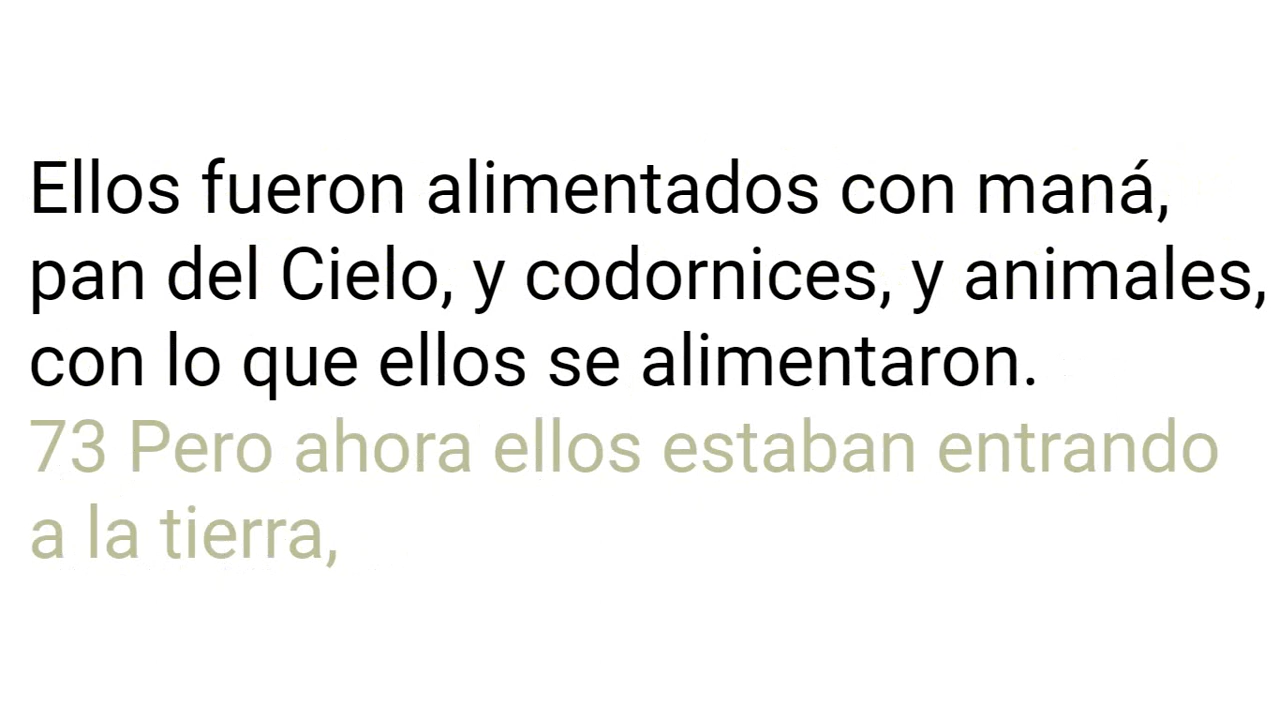 Ellos fueron alimentados con maná,
pan del Cielo, y codornices, y animales,
con lo que ellos se alimentaron.
73 Pero ahora ellos estaban entrando
a la tierra,